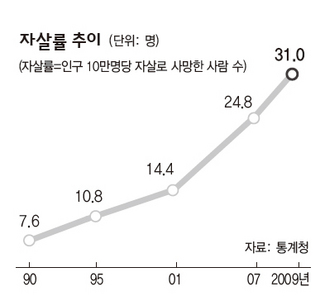 자살률 추이 (단위: 명)
(자살률=인구 10만명당 자살로 사망한 사람 수)
31.0
24.8
14.4
10.8
7.6
자료: 통계청
90 95 01 07 2009년